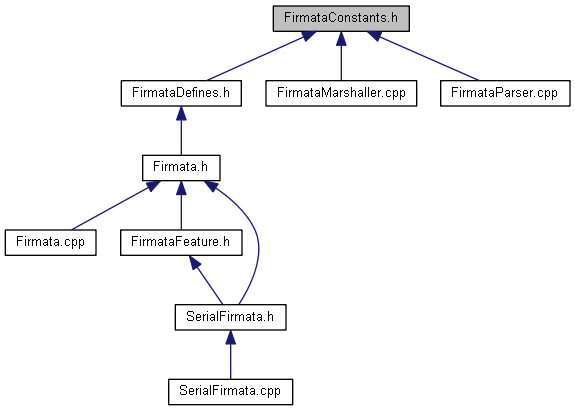 FirmataConstants.h
FirmataDefines.h
FirmataMarshaller.cpp
FirmataParser.cpp
Firmata.h
Firmata.cpp
FirmataFeature.h
SerialFirmata.h
SerialFirmata.cpp